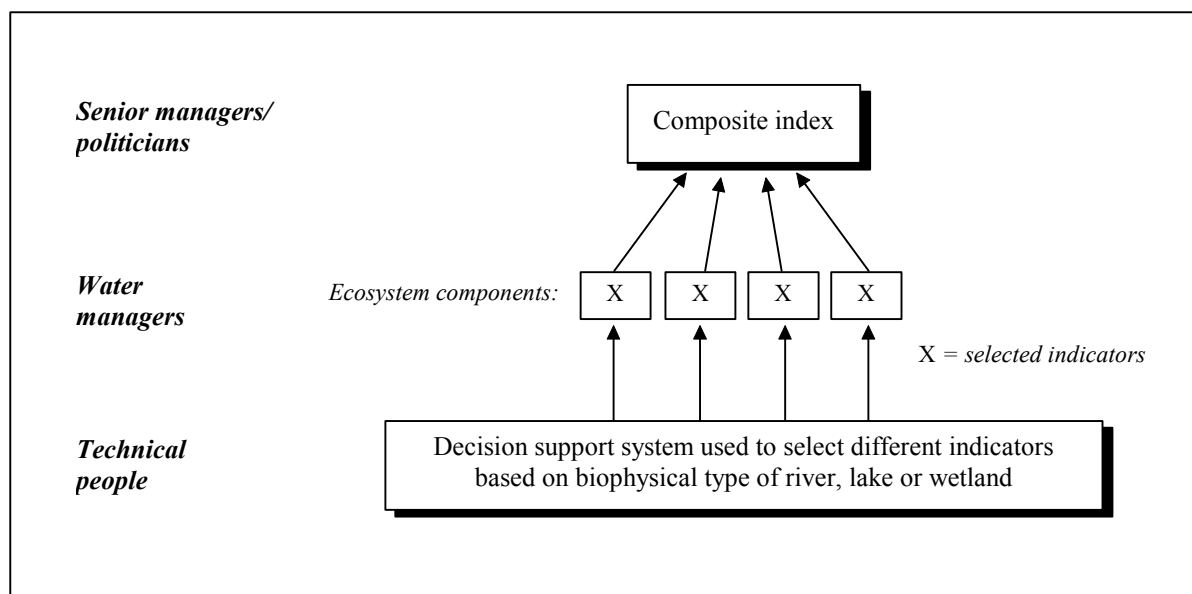 Senior managers/
politicians
Composite index
Water
managers
Ecosystem components:
X
X
X
X
X = selected indicators
Technical
people
Decision support system used to select different indicators
based on biophysical type of river, lake or wetland